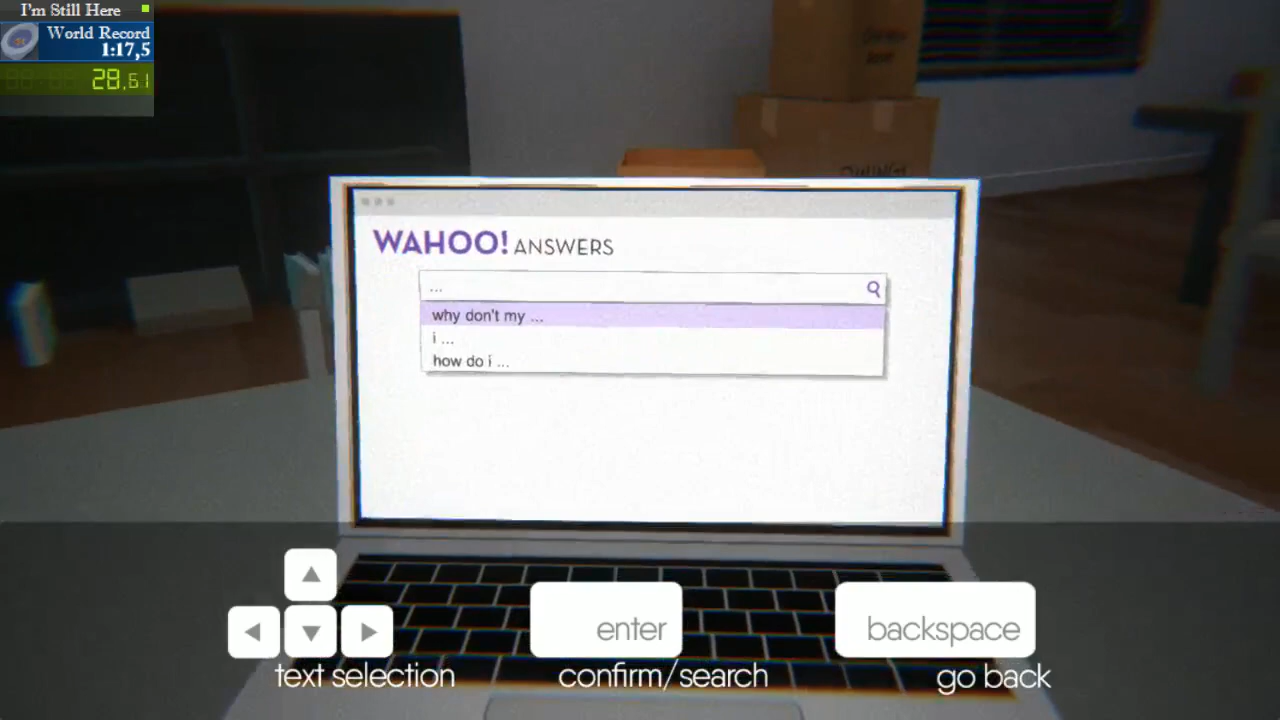 I'm Still Here
World Record
1:17,5
28.61
WAHOO! ANSWERS
...
why don't my ...
i ...
how do i ...
enter
backspace
text selection
confirm/search
go back